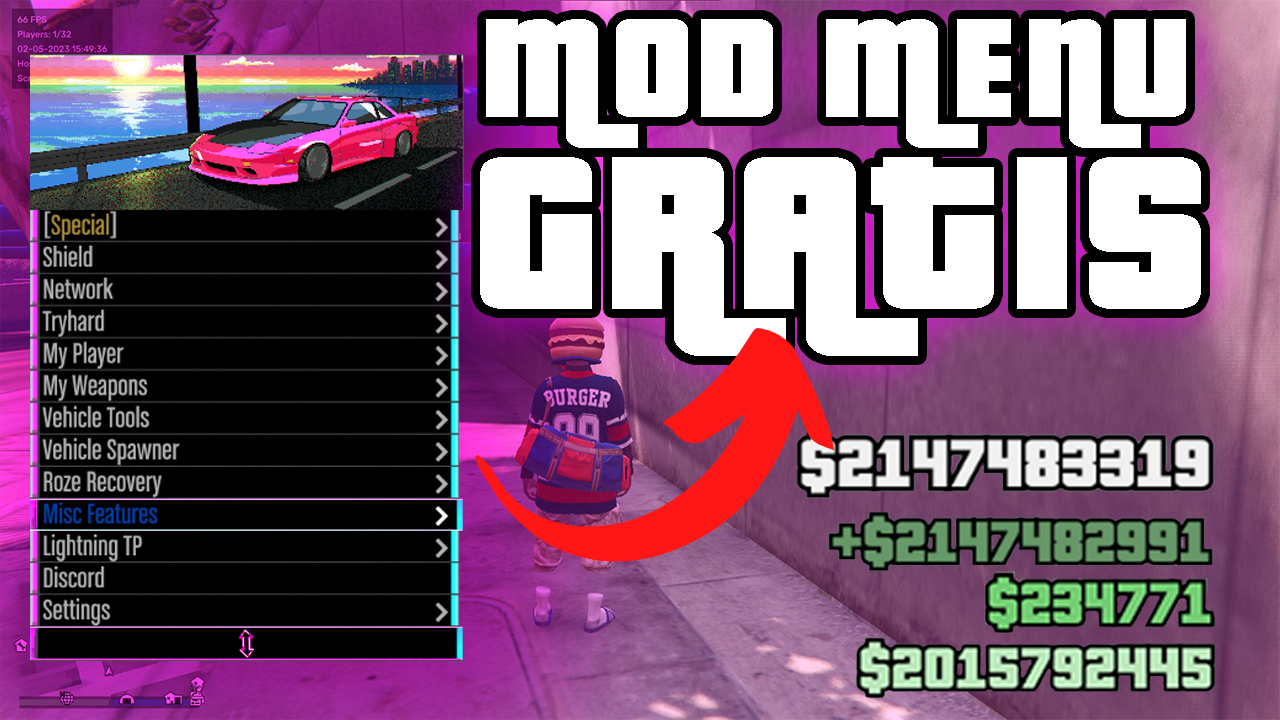 66 FPS
Players: 1/32
02-05-2023 15:49:36
MOD MENU
GRATIS
[Special]
Shield
Network
Tryhard
My Player
My Weapons
Vehicle Tools
Vehicle Spawner
Roze Recovery
Misc Features
Lightning TP
Discord
Settings
BURGER
$2147483319
+$2147482991
$234771
$2015792445